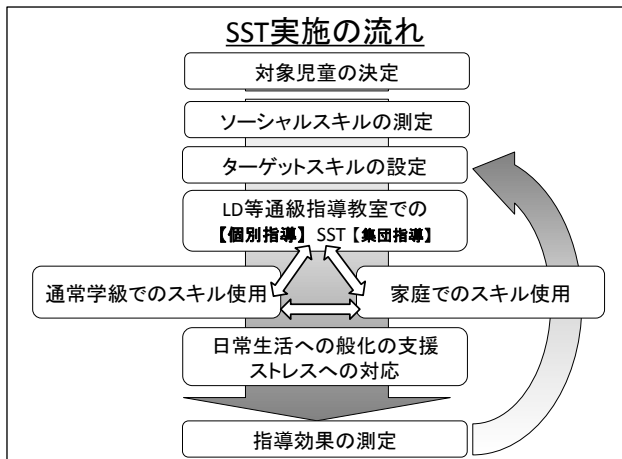 SST実施の流れ
対象児童の決定
ソーシャルスキルの測定
ターゲットスキルの設定
LD等通級指導教室での
【個別指導】 SST 【集団指導】
通常学級でのスキル使用
家庭でのスキル使用
日常生活への般化の支援
ストレスへの対応
指導効果の測定